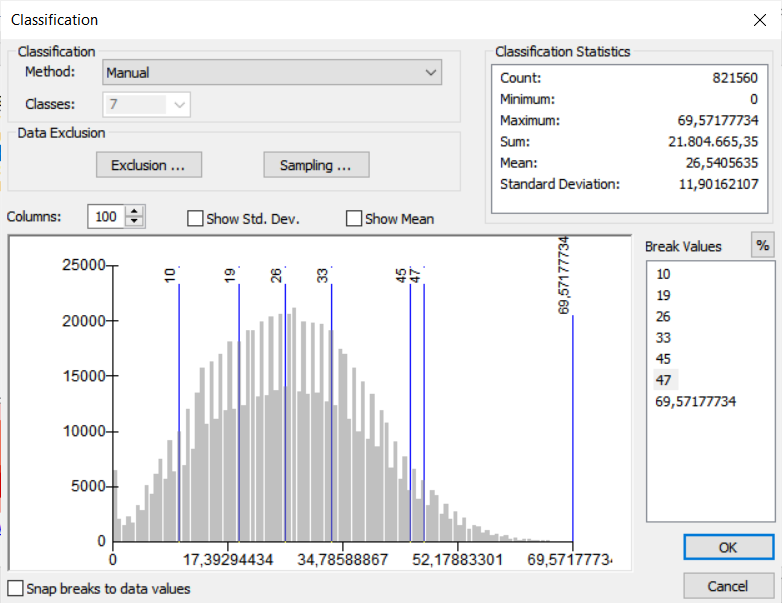 Classification
Classification
Method: Manual
Classes: 7
Data Exclusion
Exclusion ...
Sampling ...
Classification Statistics
Count: 821560
Minimum: 0
Maximum: 69,57177734
Sum: 21.804.665,35
Mean: 26,5405635
Standard Deviation: 11,90162107
Columns: 100
Show Std. Dev.
Show Mean
Break Values
%
10
19
26
33
45
47
69,57177734
25000
20000
15000
10000
5000
0
10
19
26
33
45
47
69,57177734
0
17,39294434
34,78588867
52,17883301
69,57177734
Snap breaks to data values
OK
Cancel